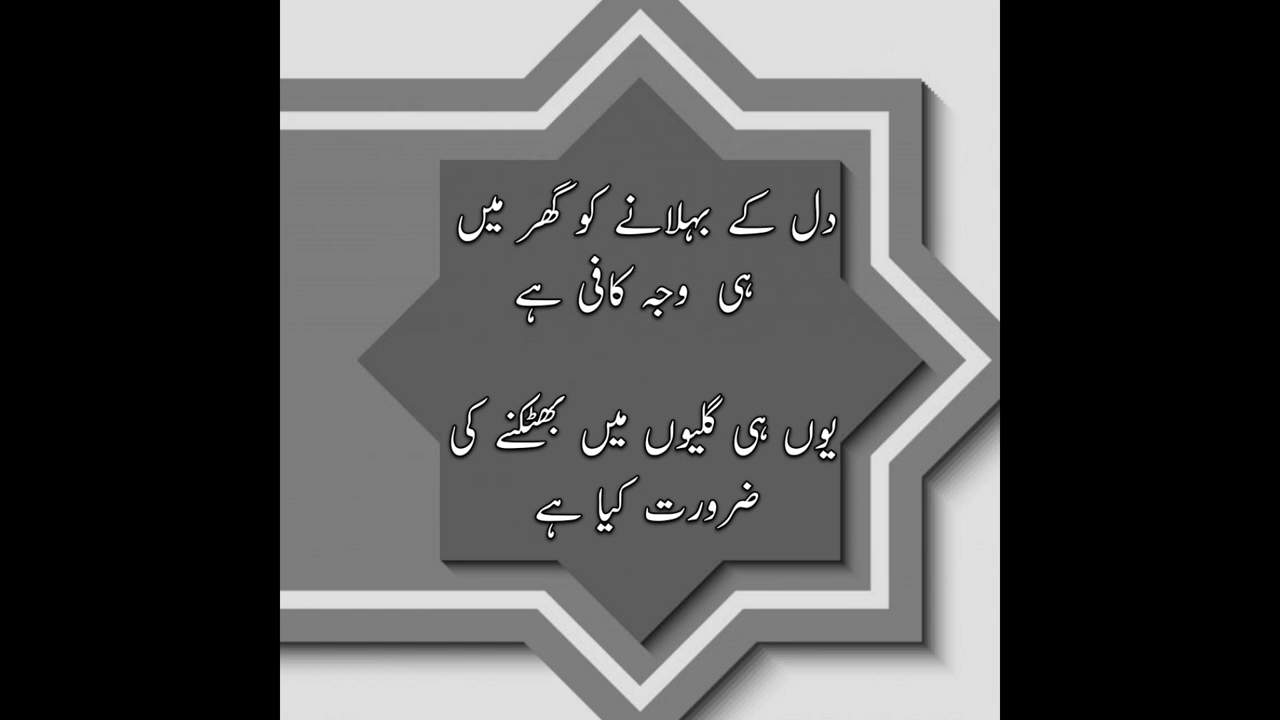 دل کے بہلانے کو گھر میں
ہی وجہ کافی ہے
یوں ہی گلیوں میں بھٹکنے کی
ضرورت کیا ہے